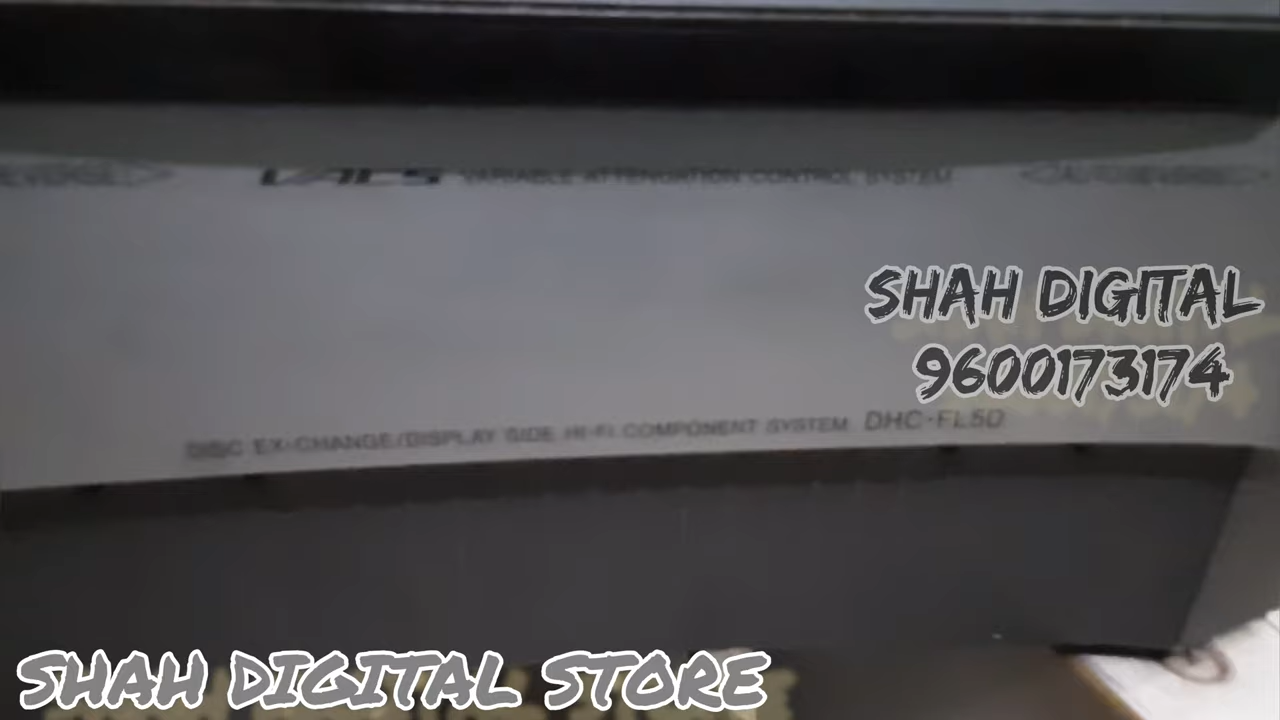 VACS VARIABLE ATTENUATION CONTROL SYSTEM
SHAH DIGITAL
9600173174
DISC EX-CHANGE/DISPLAY SIDE HI-FI COMPONENT SYSTEM DHC-FL5D
SHAH DIGITAL STORE